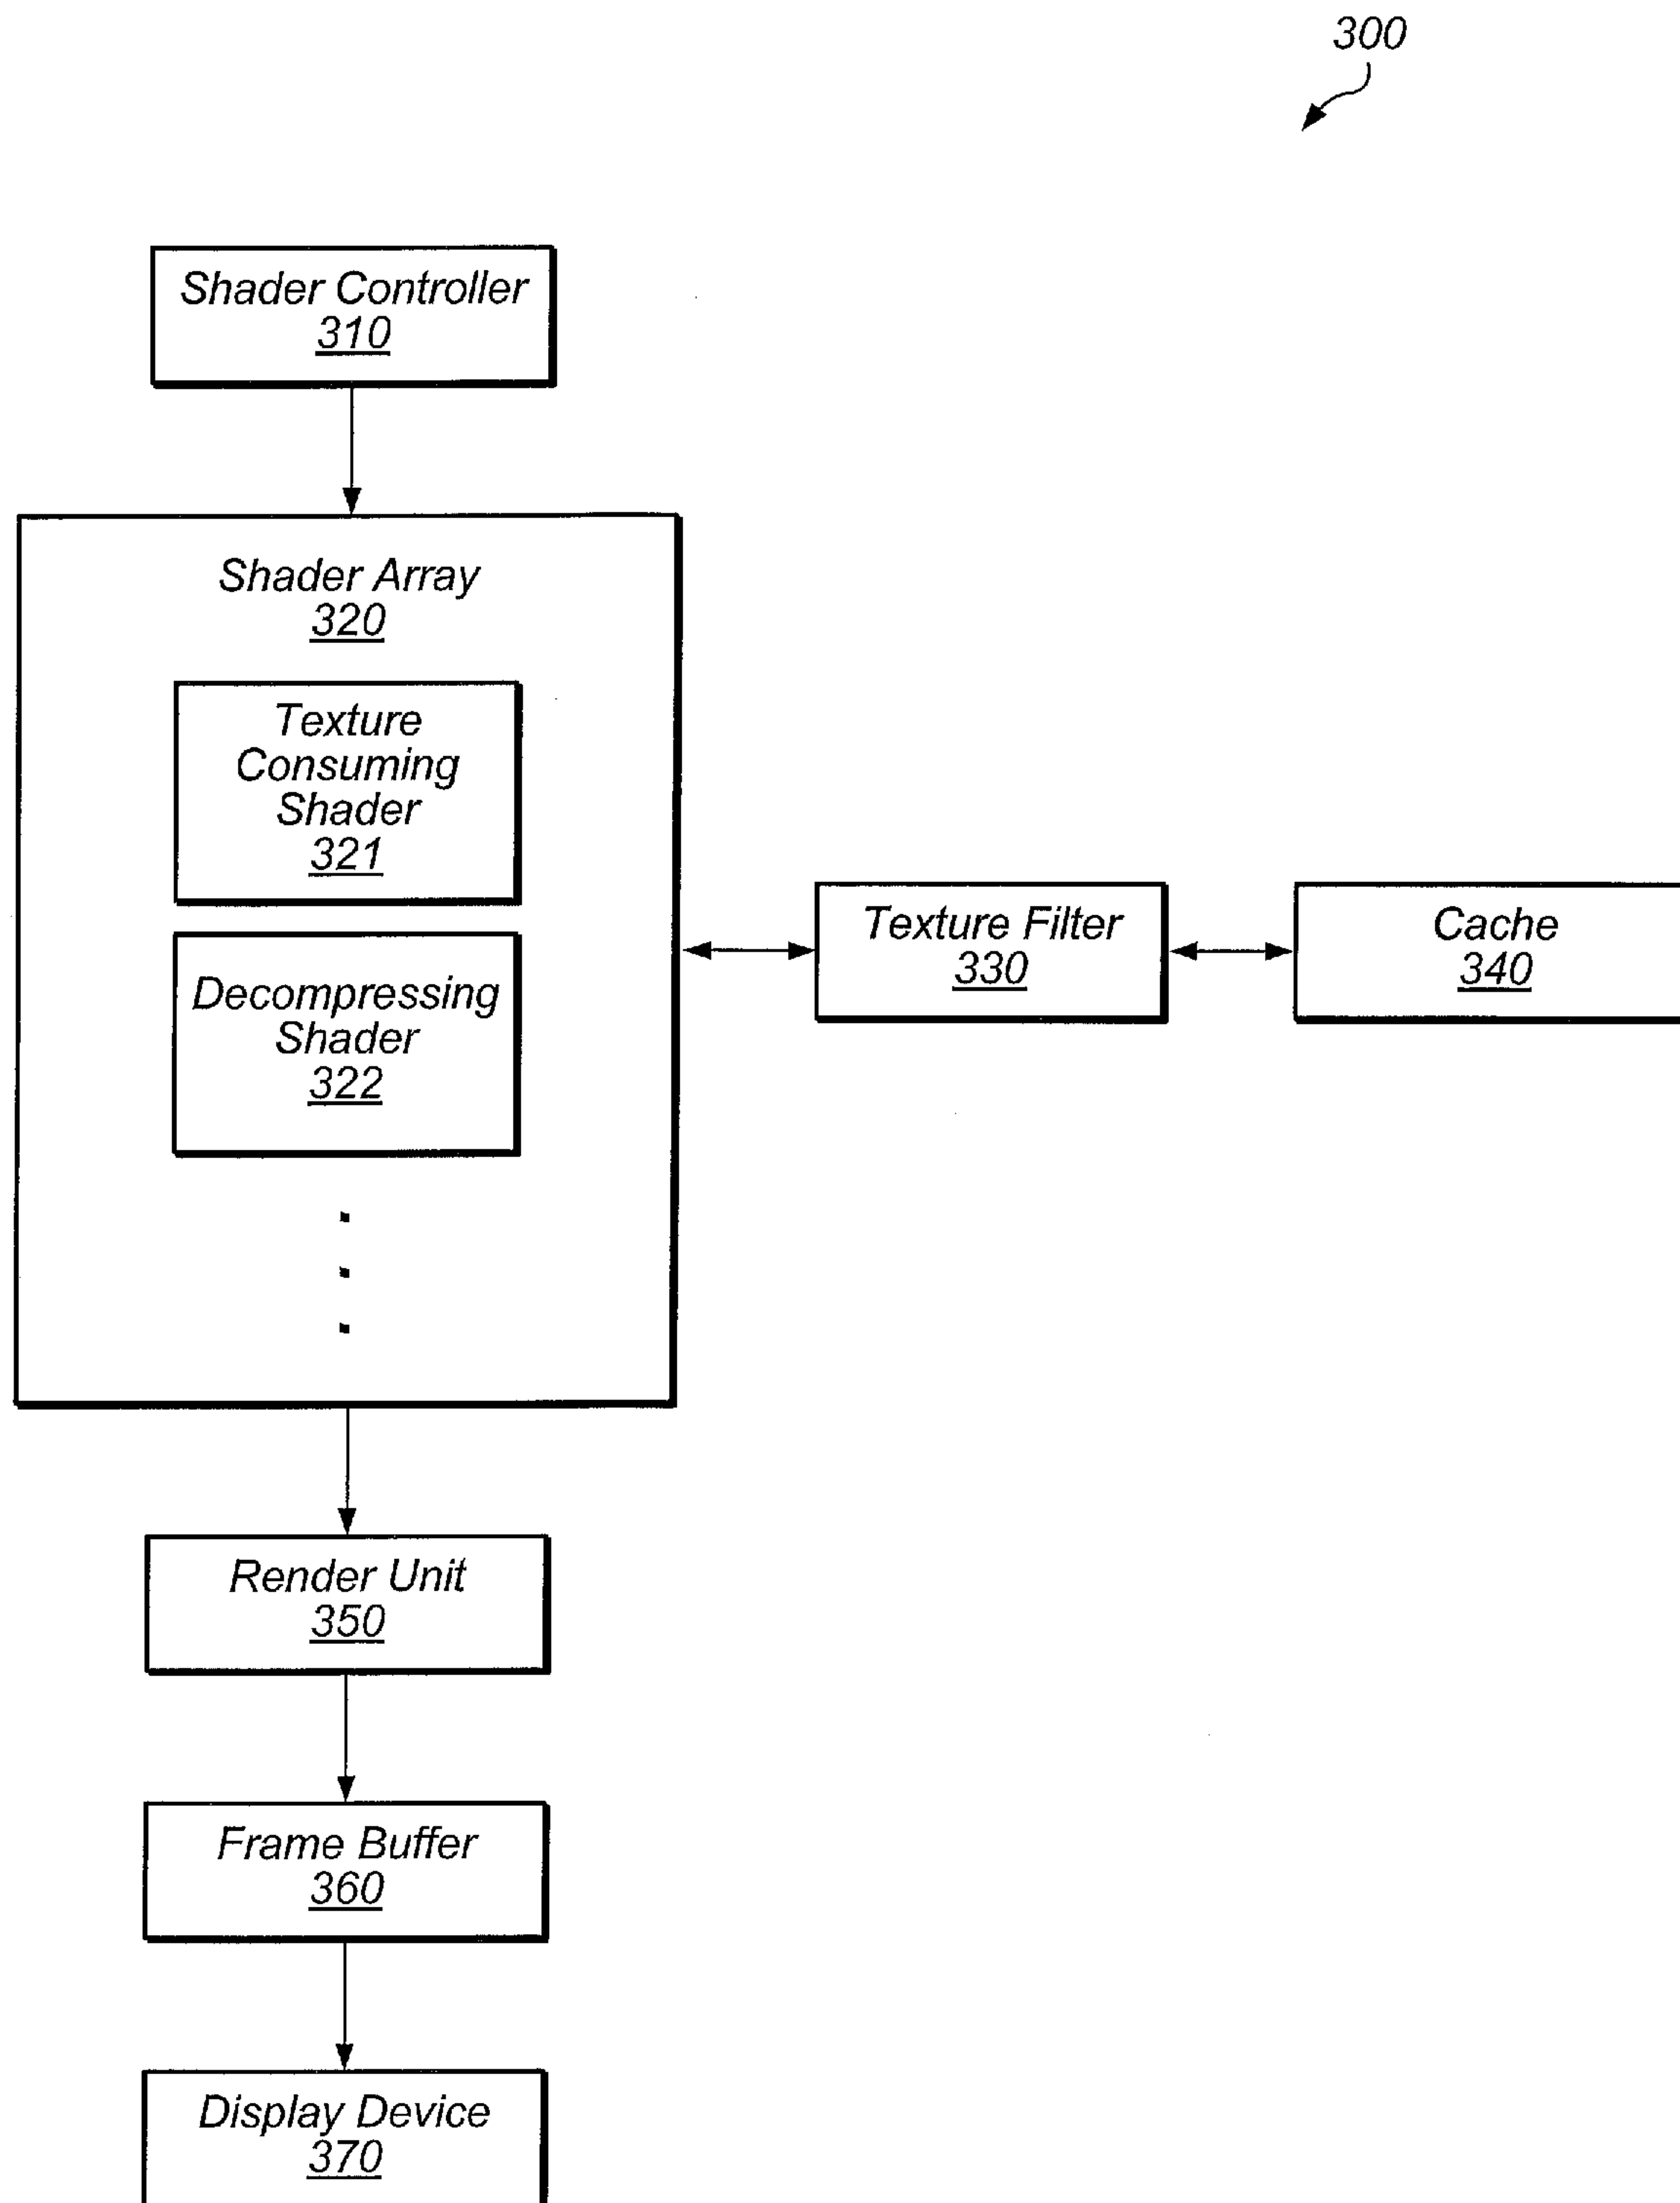 300
Shader Controller
310
Shader Array
320
Texture
Consuming
Shader
321
Decompressing
Shader
322
Texture Filter
330
Cache
340
Render Unit
350
Frame Buffer
360
Display Device
370